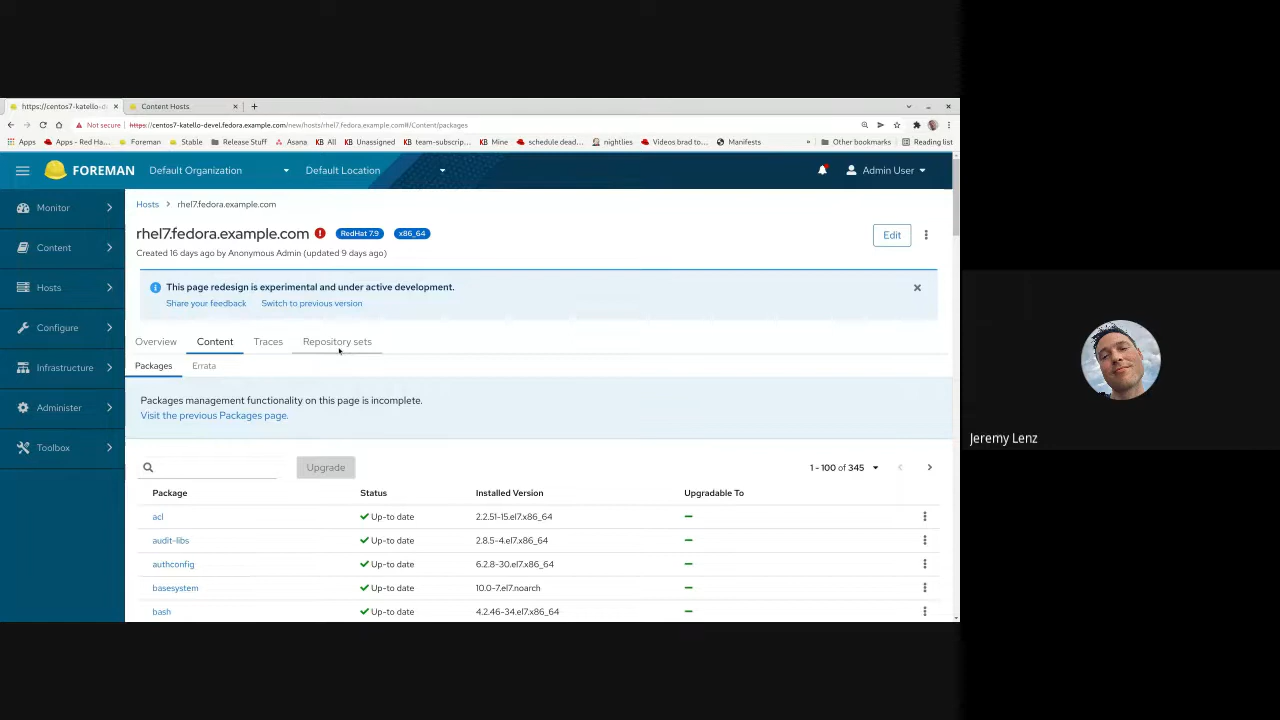 https://centos7-katello-d
Content Hosts
Not secure https://centos7-katello-devel.fedora.example.com/new/hosts/rhel7.fedora.example.com#/Content/packages
Apps
Apps - Red Ha...
Foreman
Stable
Release Stuff
Asana
KB All
KB Unassigned
KB team-subscrip...
KB Mine
schedule dead...
nightlies
Videos brad to...
KB Manifests
»
Other bookmarks
Reading list
FOREMAN
Default Organization
Default Location
Admin User
Monitor
Content
Hosts
Configure
Infrastructure
Administer
Toolbox
Hosts > rhel7.fedora.example.com
rhel7.fedora.example.com RedHat 7.9 x86_64
Edit
Created 16 days ago by Anonymous Admin (updated 9 days ago)
This page redesign is experimental and under active development.
Share your feedback Switch to previous version
Overview Content Traces Repository sets
Packages Errata
Packages management functionality on this page is incomplete.
Visit the previous Packages page.
Upgrade
1 - 100 of 345
Package Status Installed Version Upgradable To
acl Up-to date 2.2.51-15.el7.x86_64
audit-libs Up-to date 2.8.5-4.el7.x86_64
authconfig Up-to date 6.2.8-30.el7.x86_64
basesystem Up-to date 10.0-7.el7.noarch
bash Up-to date 4.2.46-34.el7.x86_64
Jeremy Lenz